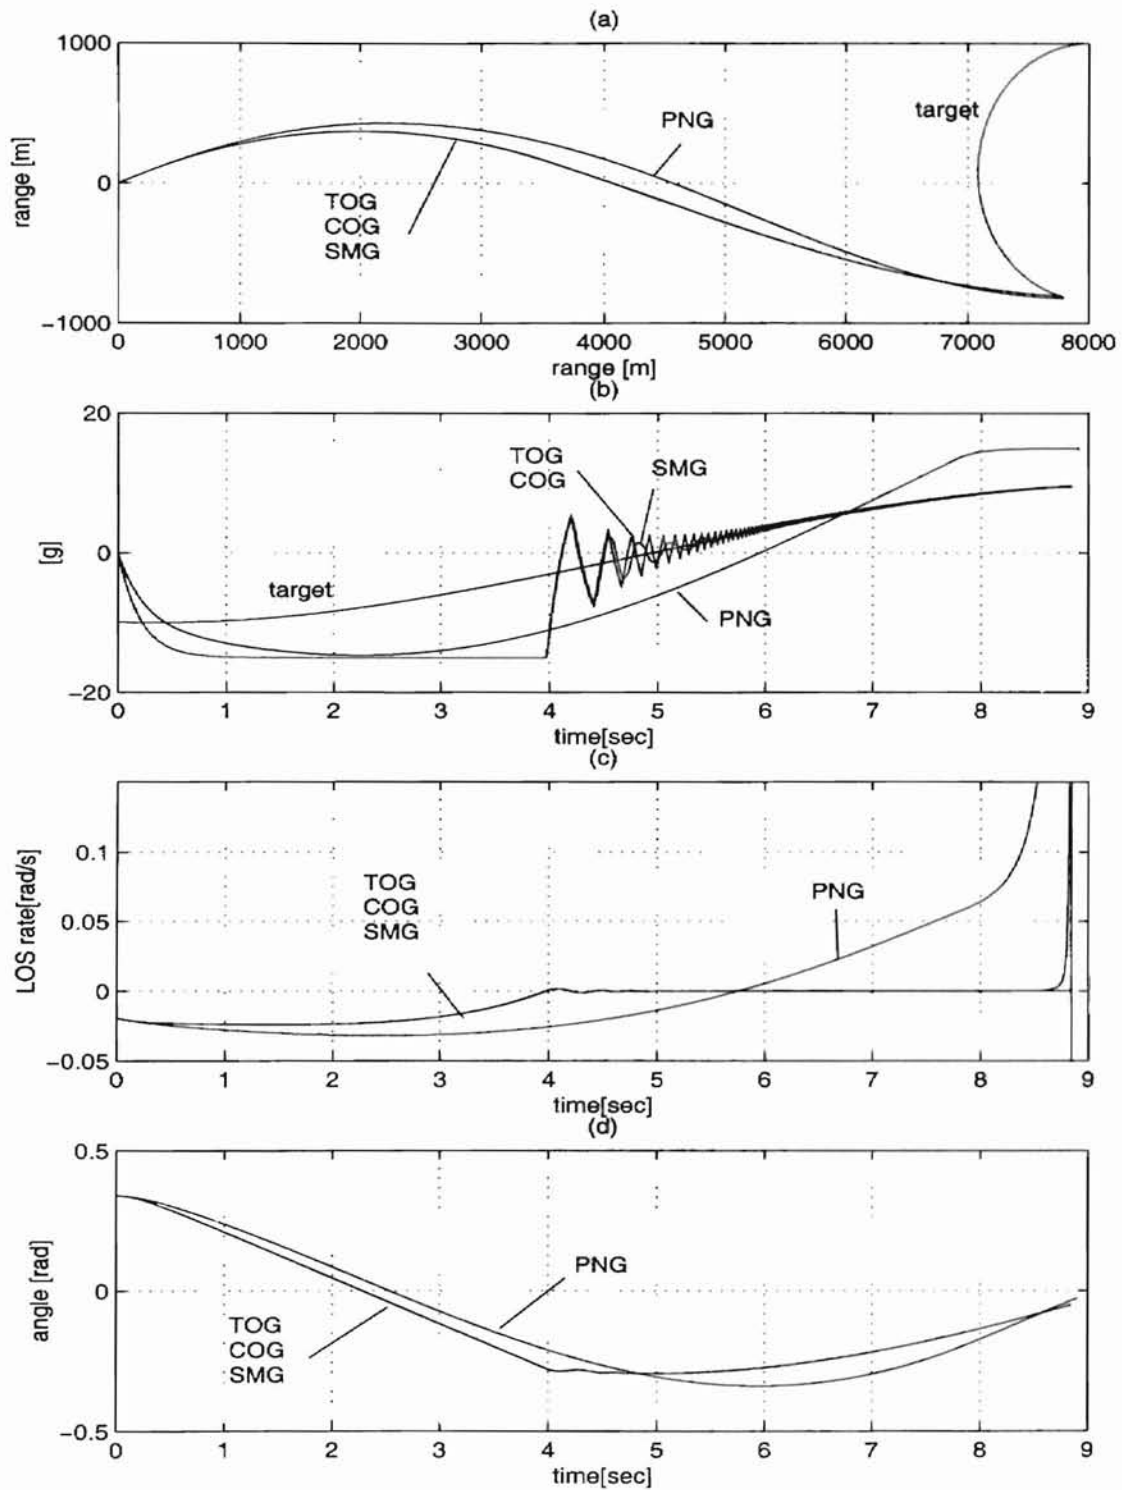 (a)
1000
0
-1000
range [m]
PNG
target
TOG
COG
SMG
0 1000 2000 3000 4000 5000 6000 7000 8000
range [m]
(b)
20
0
-20
[g]
TOG
COG
SMG
target
PNG
0 1 2 3 4 5 6 7 8 9
time[sec]
(c)
0.1
0.05
0
-0.05
LOS rate[rad/s]
TOG
COG
SMG
PNG
0 1 2 3 4 5 6 7 8 9
time[sec]
(d)
0.5
0
-0.5
angle [rad]
PNG
TOG
COG
SMG
0 1 2 3 4 5 6 7 8 9
time[sec]